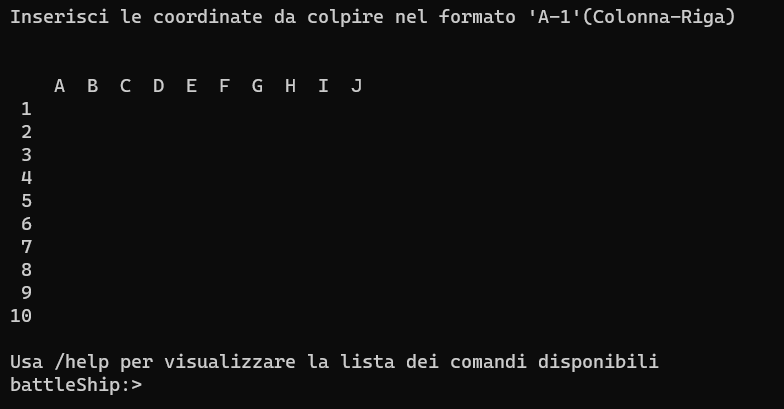 Inserisci le coordinate da colpire nel formato 'A-1'(Colonna-Riga)
A B C D E F G H I J
1
2
3
4
5
6
7
8
9
10
Usa /help per visualizzare la lista dei comandi disponibili
battleShip:>